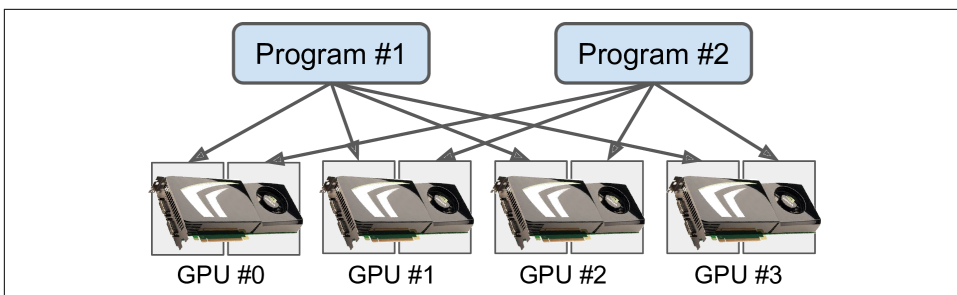 Program #1
Program #2
GPU #0
GPU #1
GPU #2
GPU #3